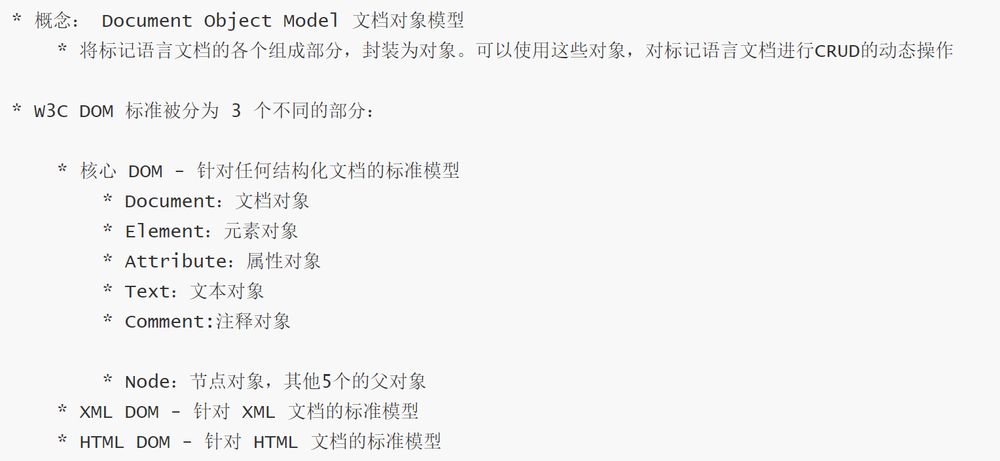 * 概念： Document Object Model 文档对象模型
* 将标记语言文档的各个组成部分，封装为对象。可以使用这些对象，对标记语言文档进行CRUD的动态操作
* W3C DOM 标准被分为 3 个不同的部分：
* 核心 DOM - 针对任何结构化文档的标准模型
* Document：文档对象
* Element：元素对象
* Attribute：属性对象
* Text：文本对象
* Comment:注释对象
* Node：节点对象，其他5个的父对象
* XML DOM - 针对 XML 文档的标准模型
* HTML DOM - 针对 HTML 文档的标准模型